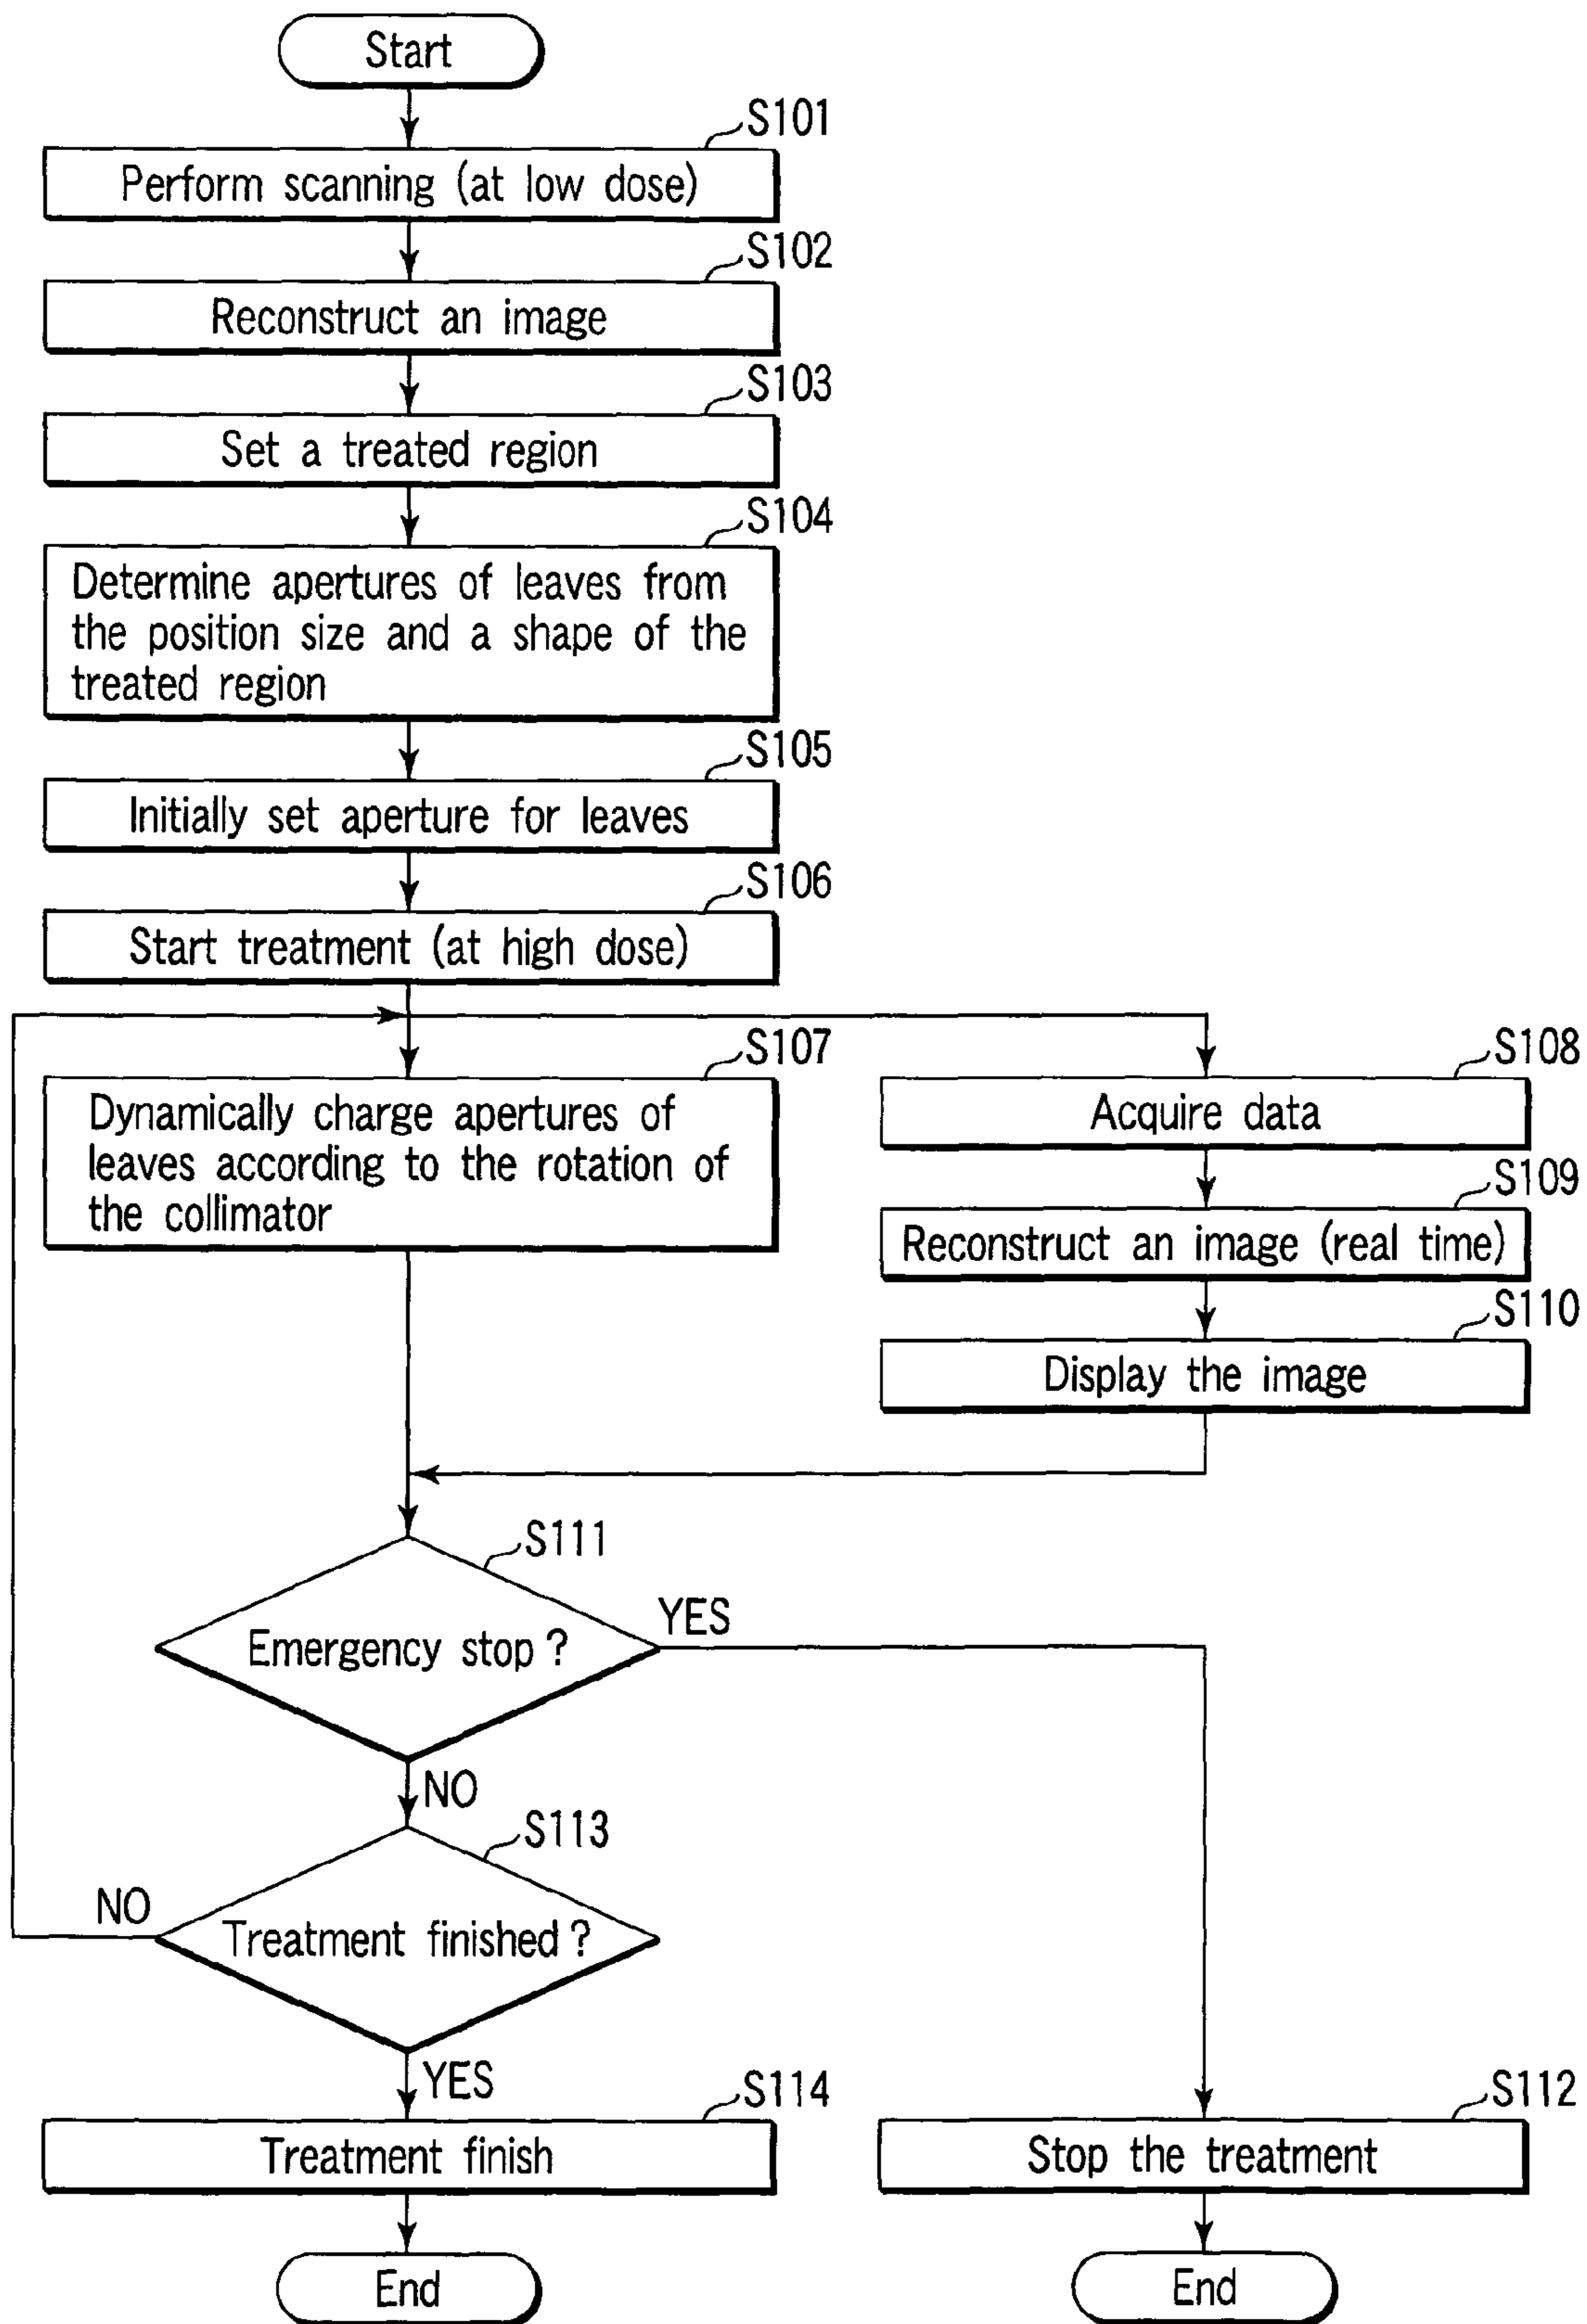 Start
S101
Perform scanning (at low dose)
S102
Reconstruct an image
S103
Set a treated region
S104
Determine apertures of leaves from
the position size and a shape of the
treated region
S105
Initially set aperture for leaves
S106
Start treatment (at high dose)
S107
Dynamically charge apertures of
leaves according to the rotation of
the collimator
S108
Acquire data
S109
Reconstruct an image (real time)
S110
Display the image
S111
Emergency stop?
YES
NO
S113
Treatment finished?
NO
YES
S114
Treatment finish
End
S112
Stop the treatment
End